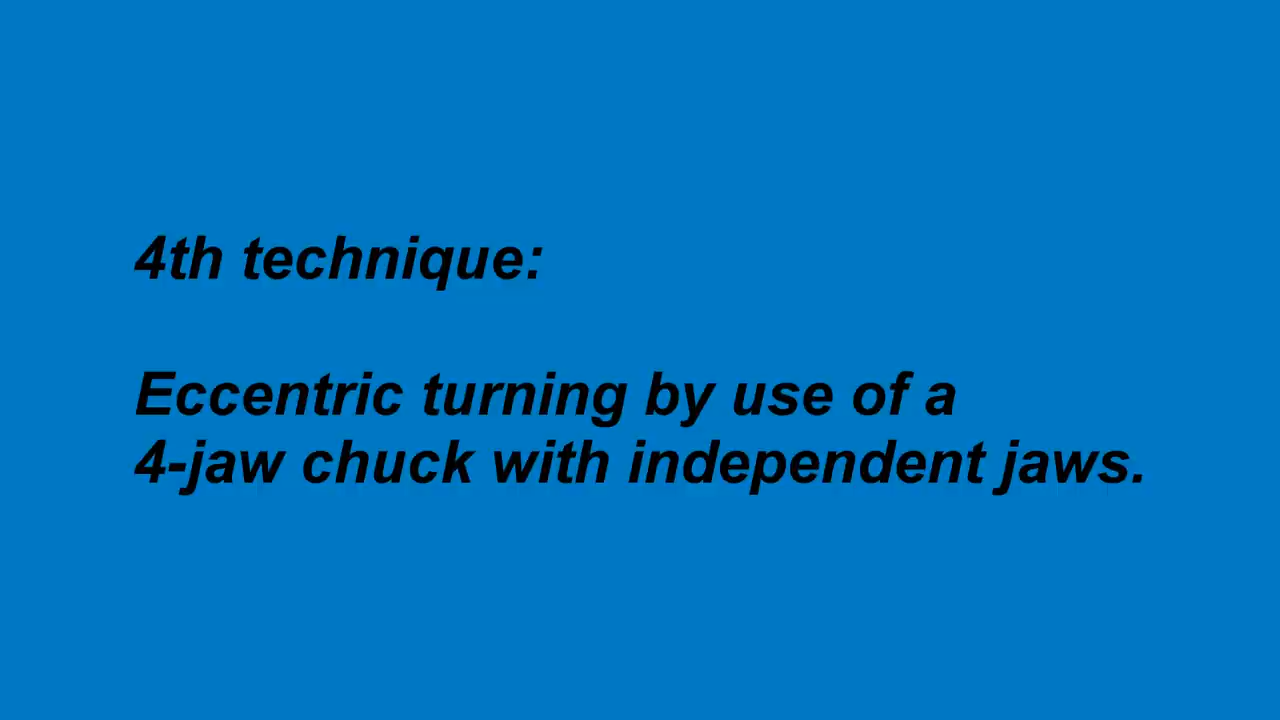 4th technique:
Eccentric turning by use of a
4-jaw chuck with independent jaws.